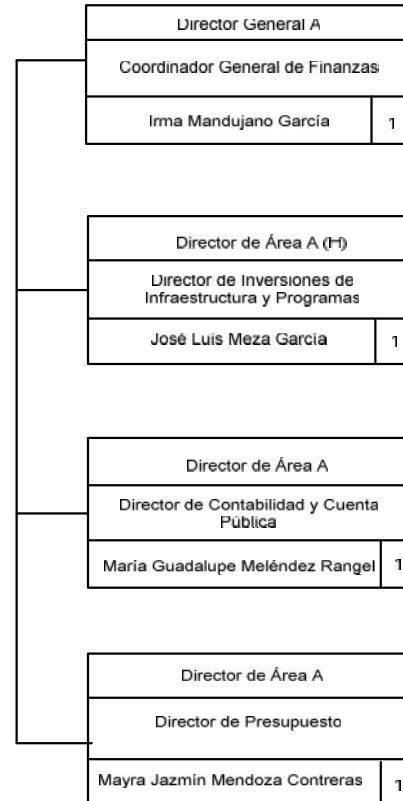 Director General A
Coordinador General de Finanzas
Irma Mandujano García 1
Director de Área A (H)
Director de Inversiones de
Infraestructura y Programas
José Luis Meza García 1
Director de Área A
Director de Contabilidad y Cuenta
Pública
María Guadalupe Meléndez Rangel 1
Director de Área A
Director de Presupuesto
Mayra Jazmín Mendoza Contreras 1